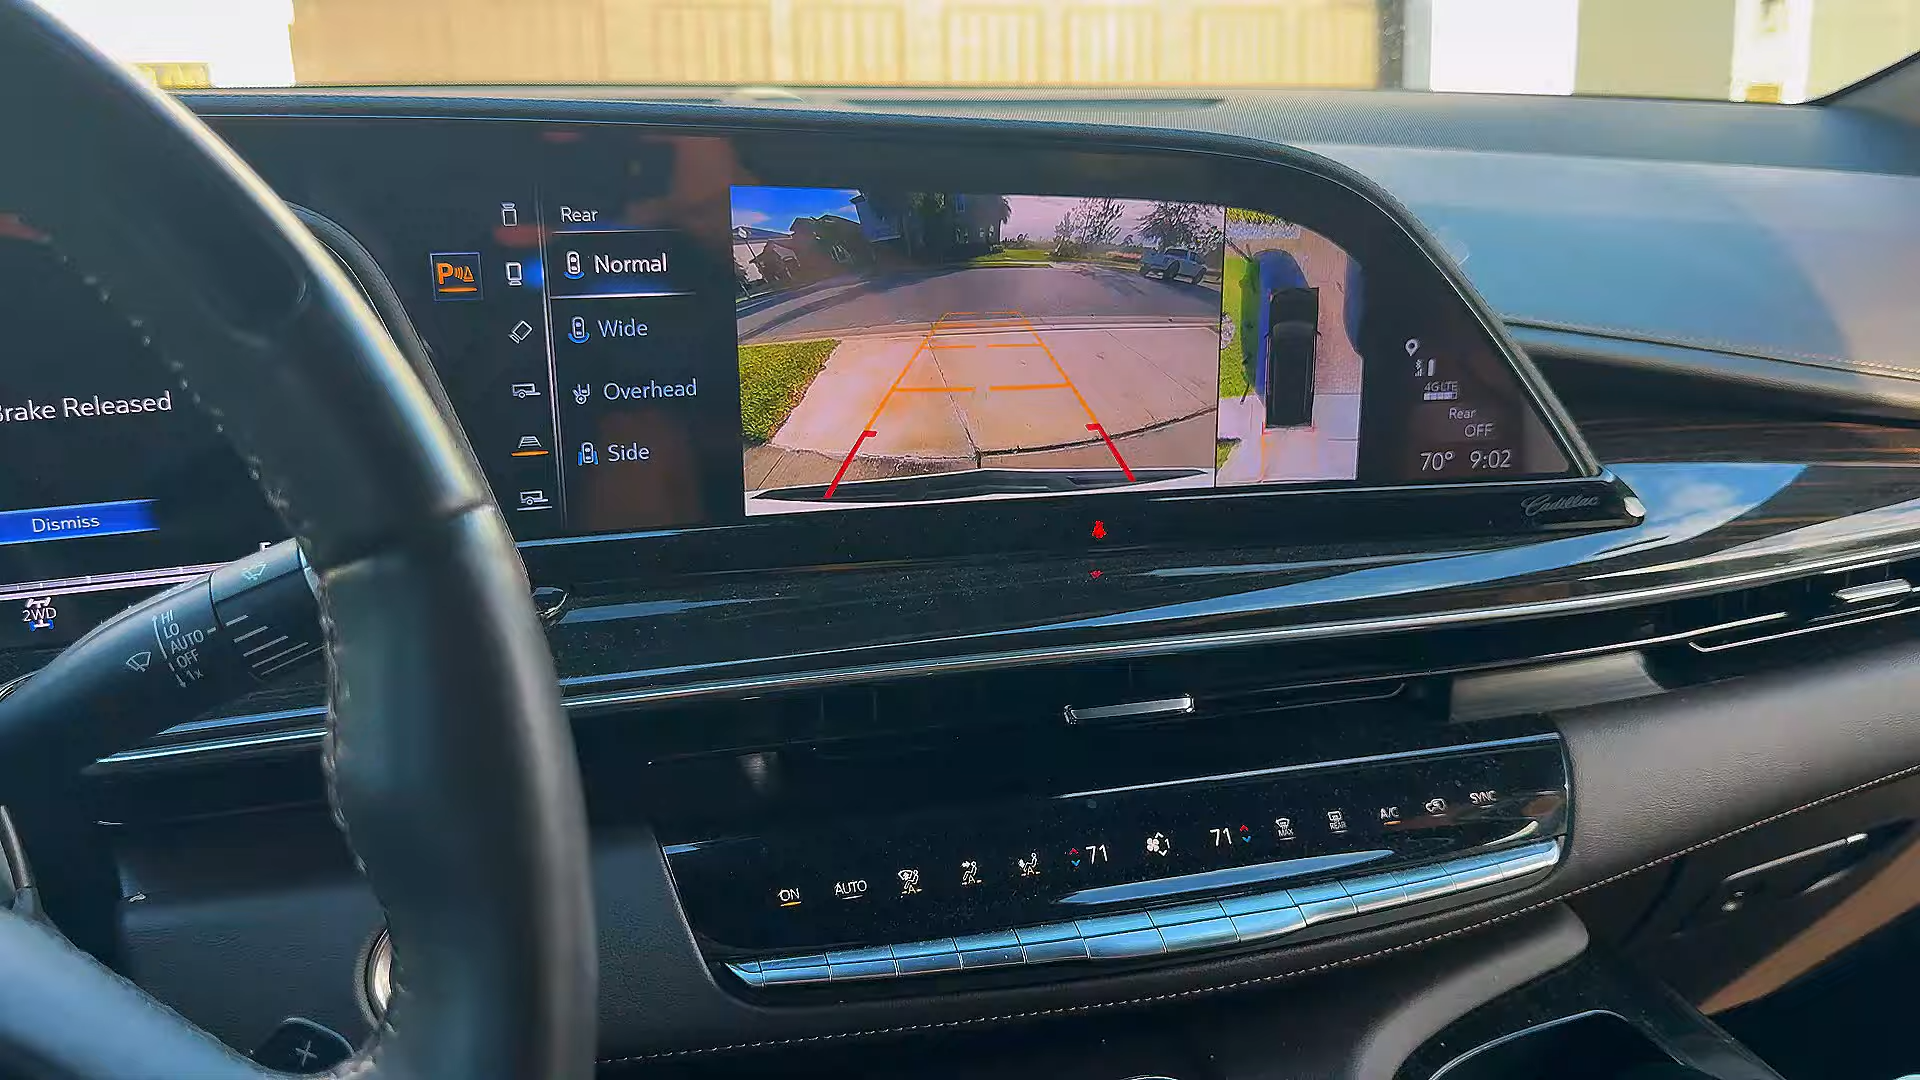 Rear
Normal
Wide
Overhead
Side
Brake Released
Dismiss
2WD
HI
LO
AUTO
OFF
1x
4G LTE
Rear
OFF
70° 9:02
Cadillac
ON
AUTO
71
1
71
MAX
REAR
A/C
SYNC